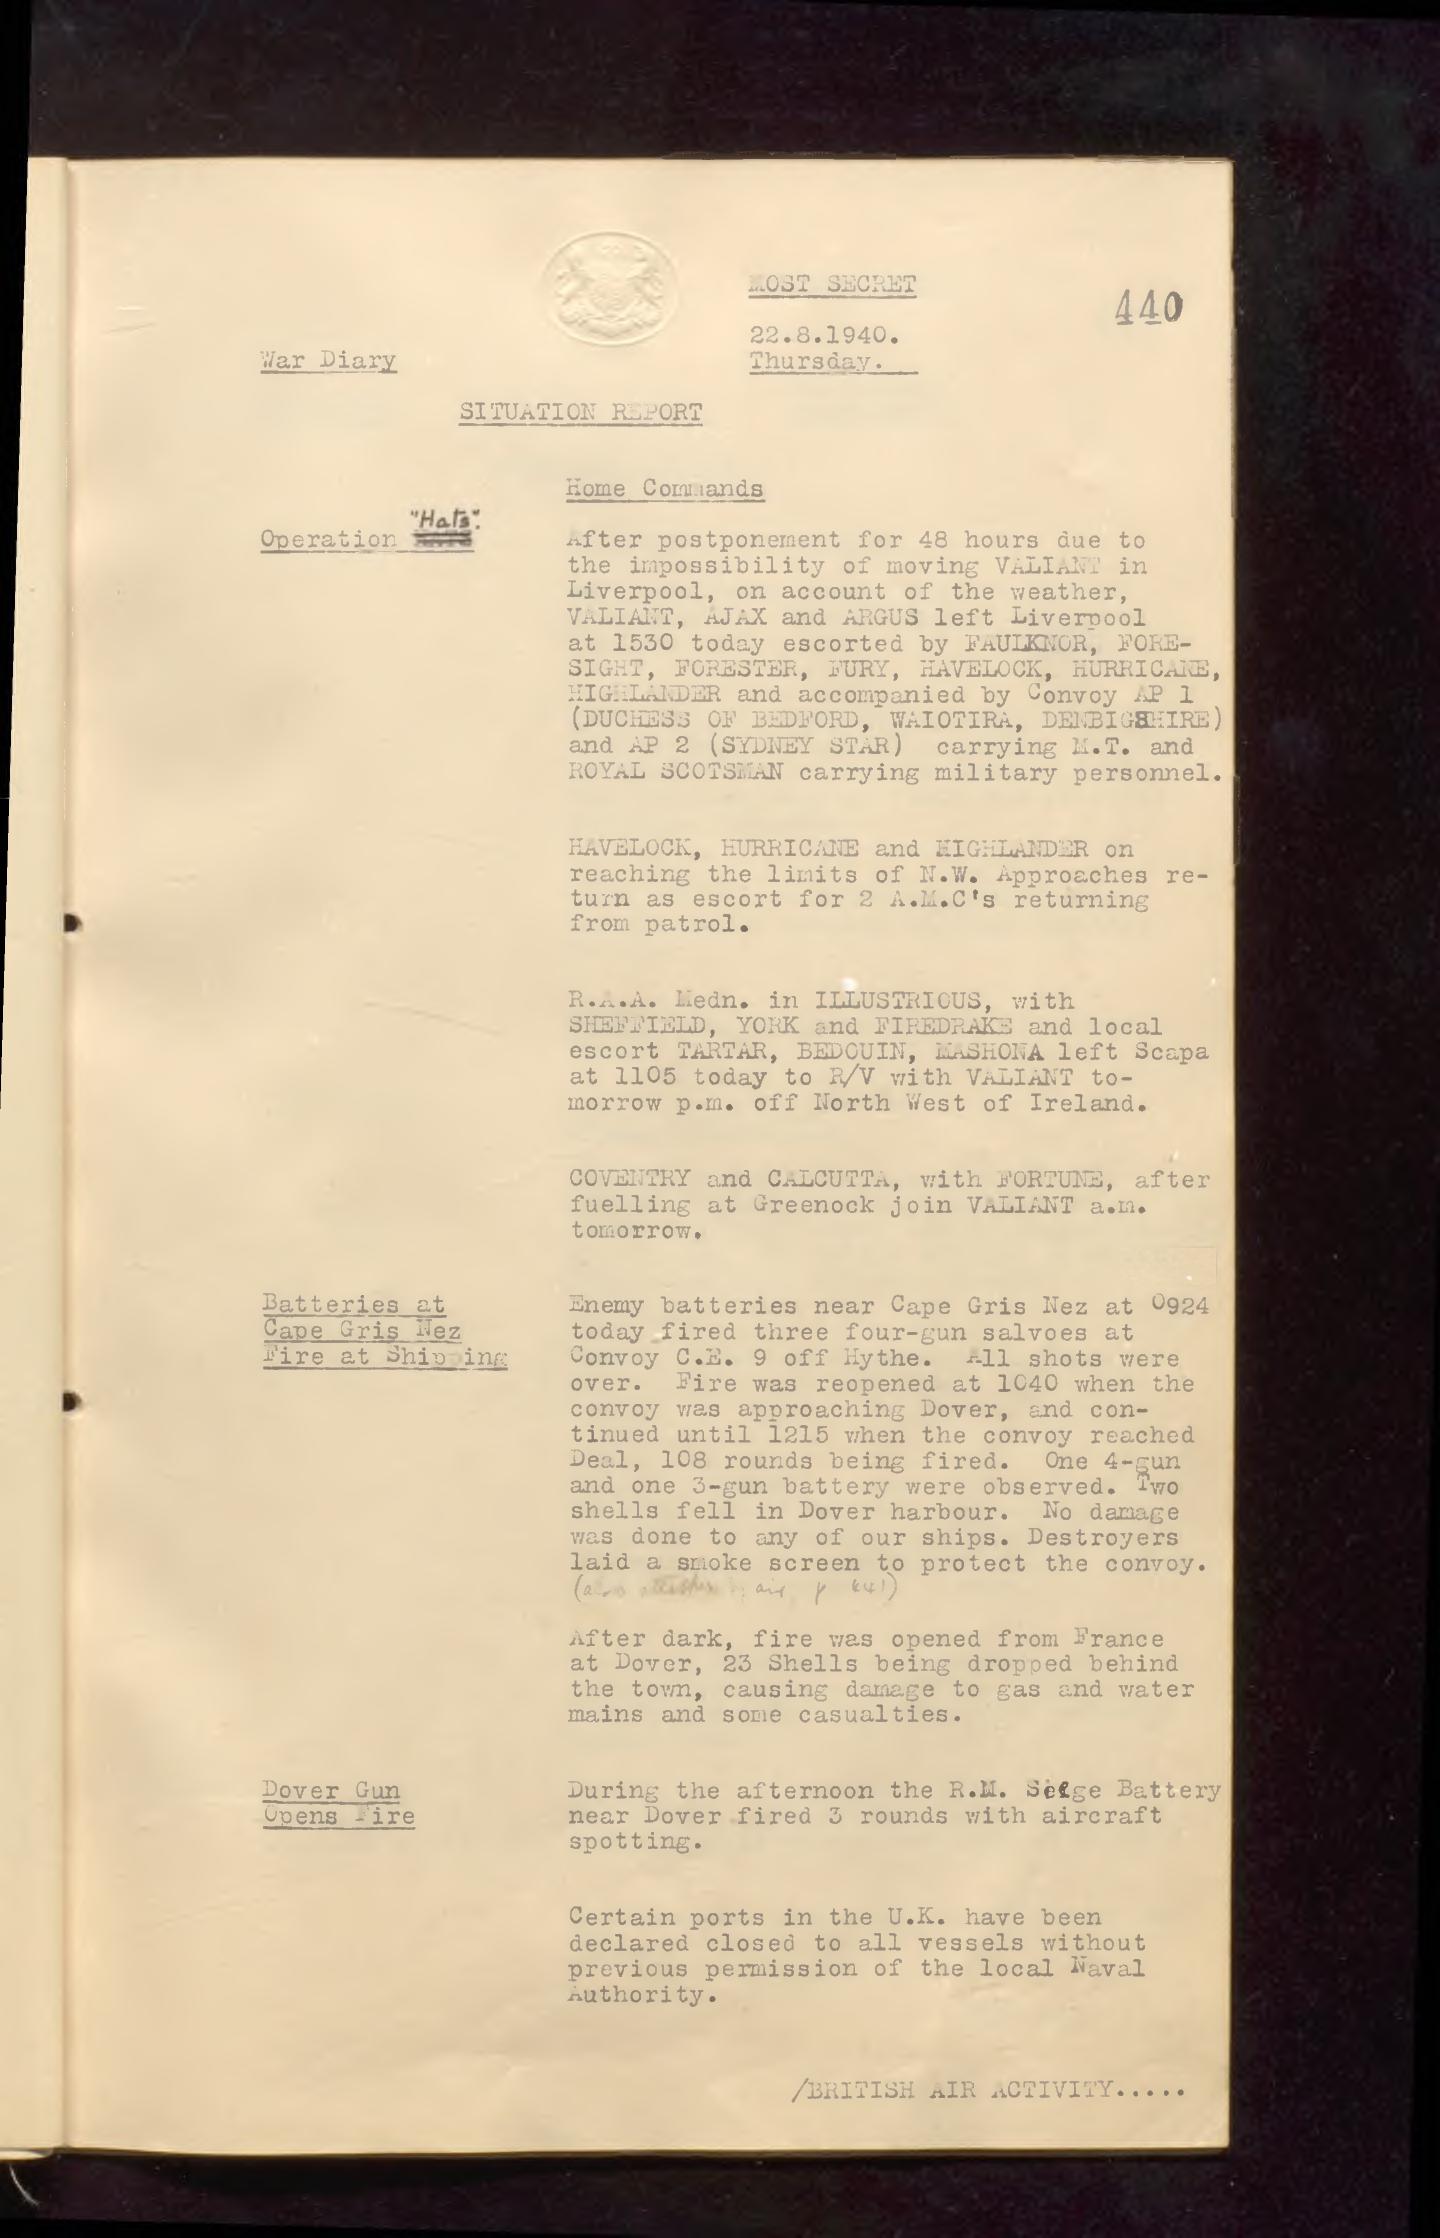 MOST SECRET
440
22.8.1940.
Thursday.
War Diary
SITUATION REPORT
Home Commands
Operation "Hats".
After postponement for 48 hours due to
the impossibility of moving VALIANT in
Liverpool, on account of the weather,
VALIANT, AJAX and ARGUS left Liverpool
at 1530 today escorted by FAULKNOR, FORE-
SIGHT, FORESTER, FURY, HAVELOCK, HURRICANE,
HIGHLANDER and accompanied by Convoy AP 1
(DUCHESS OF BEDFORD, WAIOTIRA, DENBIGSHIRE)
and AP 2 (SYDNEY STAR) carrying M.T. and
ROYAL SCOTSMAN carrying military personnel.
HAVELOCK, HURRICANE and HIGHLANDER on
reaching the limits of N.W. Approaches re-
turn as escort for 2 A.M.C's returning
from patrol.
R.A.A. Medn. in ILLUSTRIOUS, with
SHEFFIELD, YORK and FIREDRAKE and local
escort TARTAR, BEDOUIN, MASHONA left Scapa
at 1105 today to R/V with VALIANT to-
morrow p.m. off North West of Ireland.
COVENTRY and CALCUTTA, with FORTUNE, after
fuelling at Greenock join VALIANT a.m.
tomorrow.
Batteries at
Cape Gris Nez
Fire at Shipping
Enemy batteries near Cape Gris Nez at 0924
today fired three four-gun salvoes at
Convoy C.E. 9 off Hythe. All shots were
over. Fire was reopened at 1040 when the
convoy was approaching Dover, and con-
tinued until 1215 when the convoy reached
Deal, 108 rounds being fired. One 4-gun
and one 3-gun battery were observed. Two
shells fell in Dover harbour. No damage
was done to any of our ships. Destroyers
laid a smoke screen to protect the convoy.
(also air, p 441)
After dark, fire was opened from France
at Dover, 23 Shells being dropped behind
the town, causing damage to gas and water
mains and some casualties.
Dover Gun
Opens Fire
During the afternoon the R.M. Seige Battery
near Dover fired 3 rounds with aircraft
spotting.
Certain ports in the U.K. have been
declared closed to all vessels without
previous permission of the local Naval
Authority.
/BRITISH AIR ACTIVITY.....